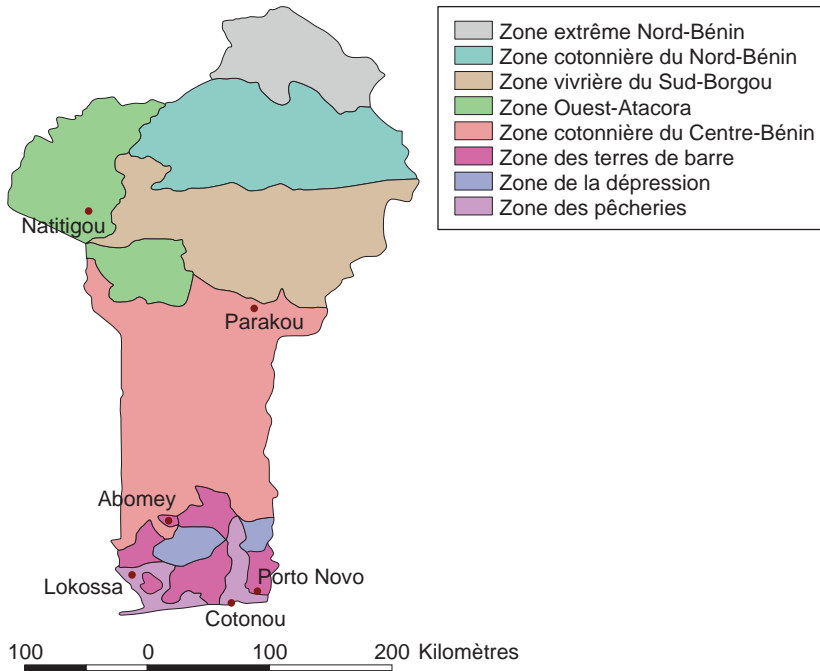 Zone extrême Nord-Bénin
Zone cotonnière du Nord-Bénin
Zone vivrière du Sud-Borgou
Zone Ouest-Atacora
Zone cotonnière du Centre-Bénin
Zone des terres de barre
Zone de la dépression
Zone des pêcheries
Natitigou
Parakou
Abomey
Lokossa
Porto Novo
Cotonou
100 0 100 200 Kilomètres